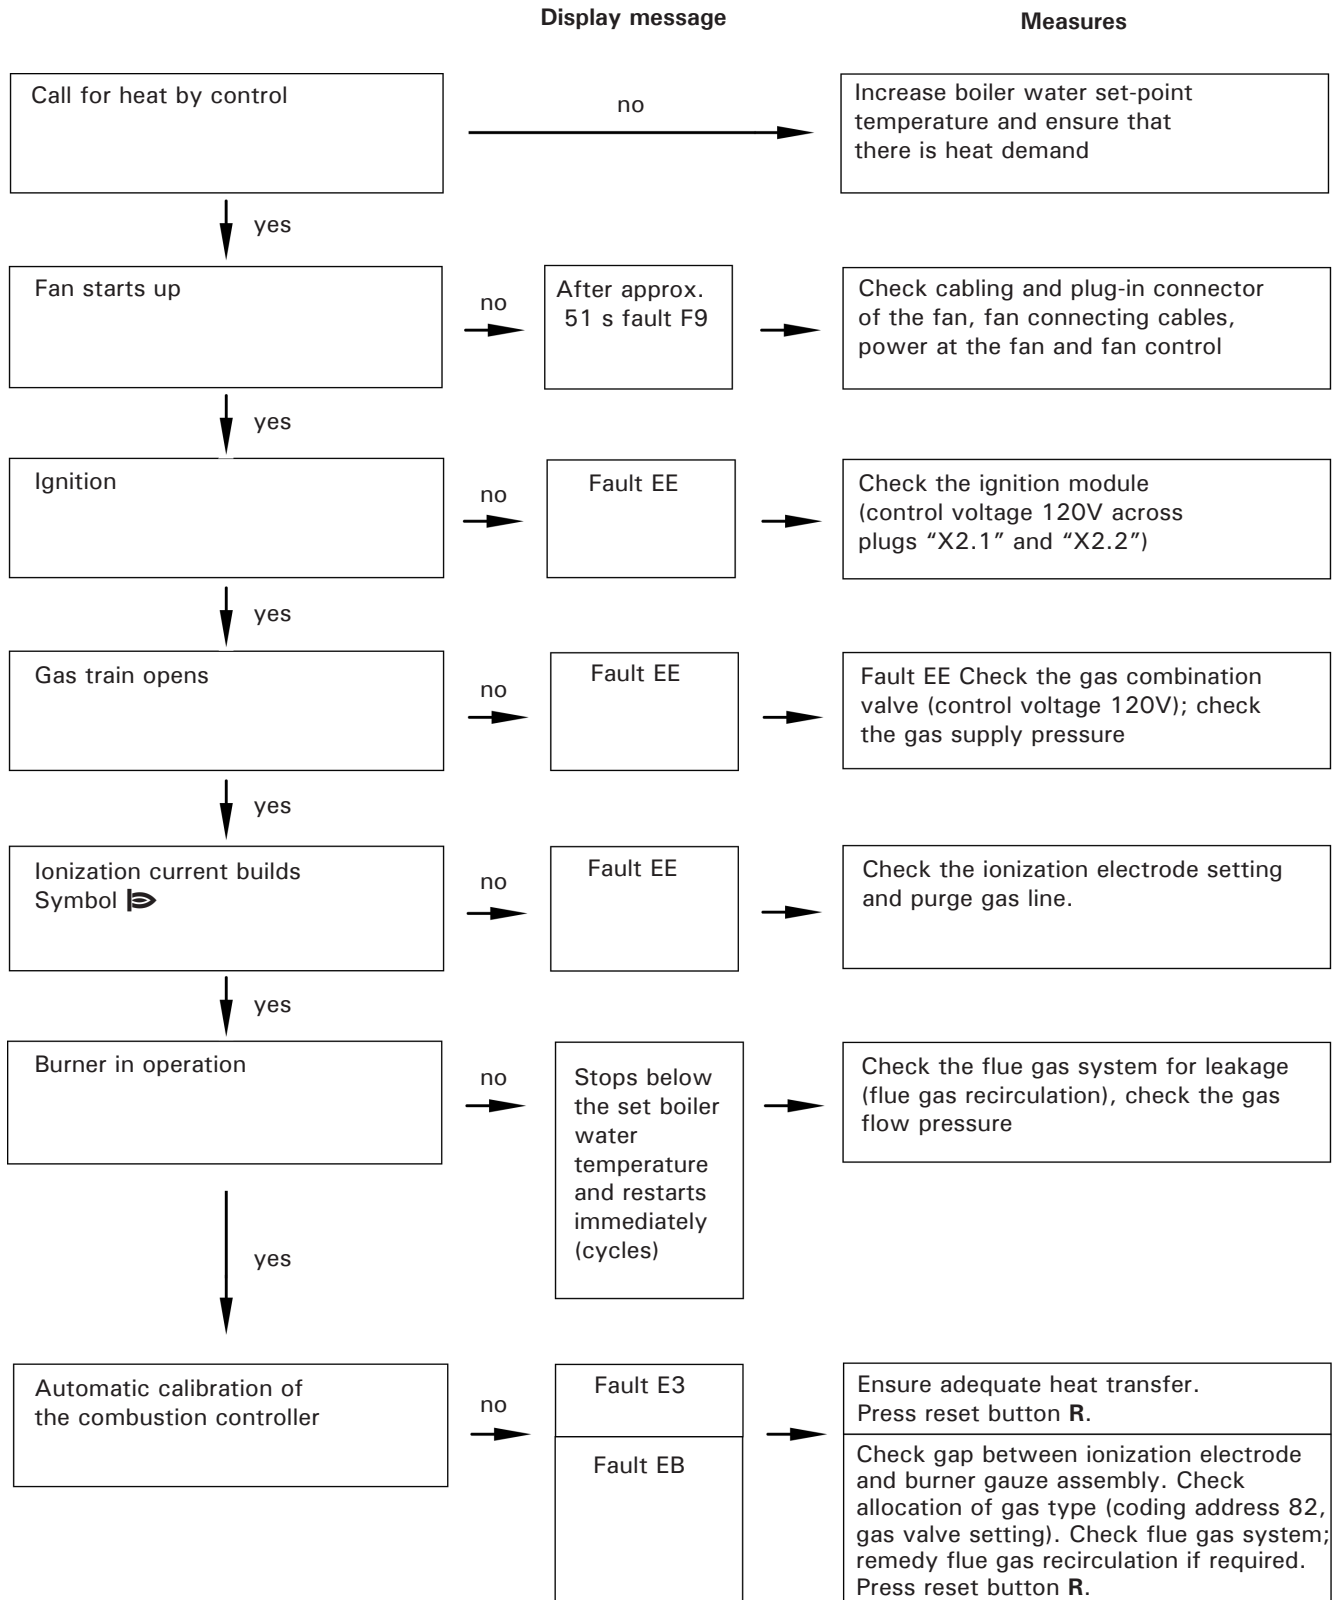 Display message
Measures
Call for heat by control
no
Increase boiler water set-point
temperature and ensure that
there is heat demand
yes
Fan starts up
no
After approx.
51 s fault F9
Check cabling and plug-in connector
of the fan, fan connecting cables,
power at the fan and fan control
yes
Ignition
no
Fault EE
Check the ignition module
(control voltage 120V across
plugs “X2.1” and “X2.2”)
yes
Gas train opens
no
Fault EE
Fault EE Check the gas combination
valve (control voltage 120V); check
the gas supply pressure
yes
Ionization current builds
Symbol
no
Fault EE
Check the ionization electrode setting
and purge gas line.
yes
Burner in operation
no
Stops below
the set boiler
water
temperature
and restarts
immediately
(cycles)
Check the flue gas system for leakage
(flue gas recirculation), check the gas
flow pressure
yes
Automatic calibration of
the combustion controller
no
Fault E3
Ensure adequate heat transfer.
Press reset button R.
Fault EB
Check gap between ionization electrode
and burner gauze assembly. Check
allocation of gas type (coding address 82,
gas valve setting). Check flue gas system;
remedy flue gas recirculation if required.
Press reset button R.